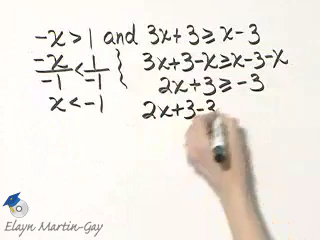 -x > 1 and 3x+3 ≥ x-3
-x/-1 < 1/-1 } 3x+3-x ≥ x-3-x
2x+3 ≥ -3
x < -1 2x+3-3
Elayn Martin-Gay